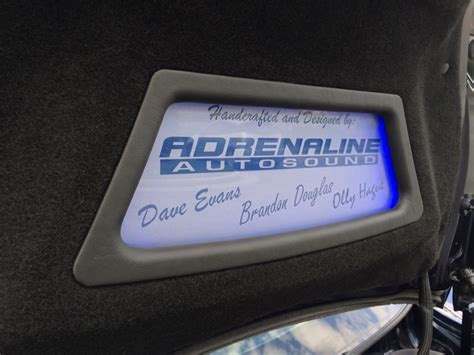 Handcrafted and Designed by:
ADRENALINE
AUTOSOUND
Dave Evans Brandon Douglas Olly Hague